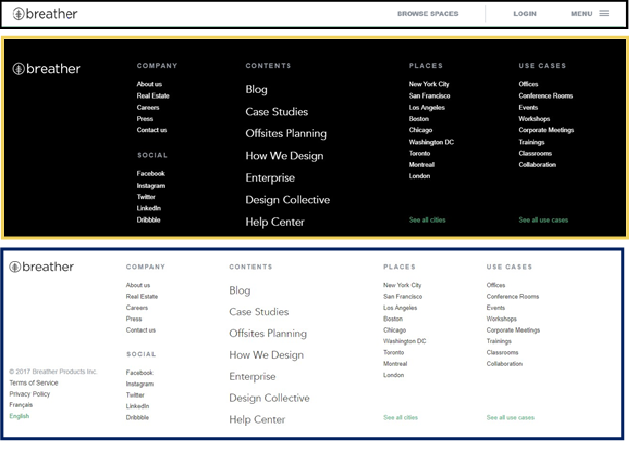 breather
BROWSE SPACES
LOGIN
MENU
breather
COMPANY
About us
Real Estate
Careers
Press
Contact us
SOCIAL
Facebook
Instagram
Twitter
LinkedIn
Dribbble
CONTENTS
Blog
Case Studies
Offsites Planning
How We Design
Enterprise
Design Collective
Help Center
PLACES
New York City
San Francisco
Los Angeles
Boston
Chicago
Washington DC
Toronto
Montreal
London
See all cities
USE CASES
Offices
Conference Rooms
Events
Workshops
Corporate Meetings
Trainings
Classrooms
Collaboration
See all use cases
breather
© 2017 Breather Products Inc.
Terms of Service
Privacy Policy
Français
English
COMPANY
About us
Real Estate
Careers
Press
Contact us
SOCIAL
Facebook
Instagram
Twitter
LinkedIn
Dribbble
CONTENTS
Blog
Case Studies
Offsites Planning
How We Design
Enterprise
Design Collective
Help Center
PLACES
New York City
San Francisco
Los Angeles
Boston
Chicago
Washington DC
Toronto
Montreal
London
See all cities
USE CASES
Offices
Conference Rooms
Events
Workshops
Corporate Meetings
Trainings
Classrooms
Collaboration
See all use cases